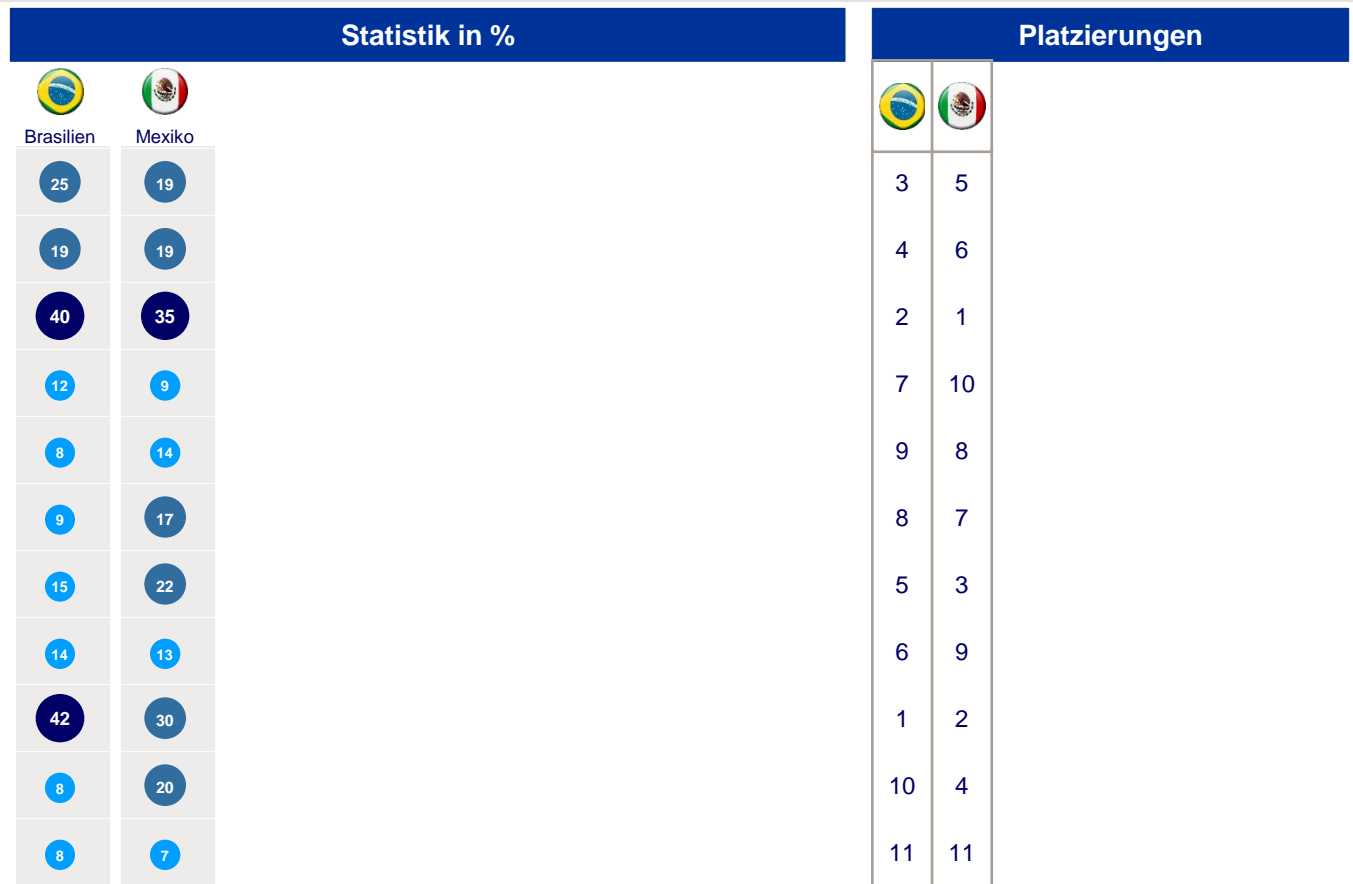 Statistik in % Platzierungen
Brasilien Mexiko
25 19 3 5
19 19 4 6
40 35 2 1
12 9 7 10
8 14 9 8
9 17 8 7
15 22 5 3
14 13 6 9
42 30 1 2
8 20 10 4
8 7 11 11